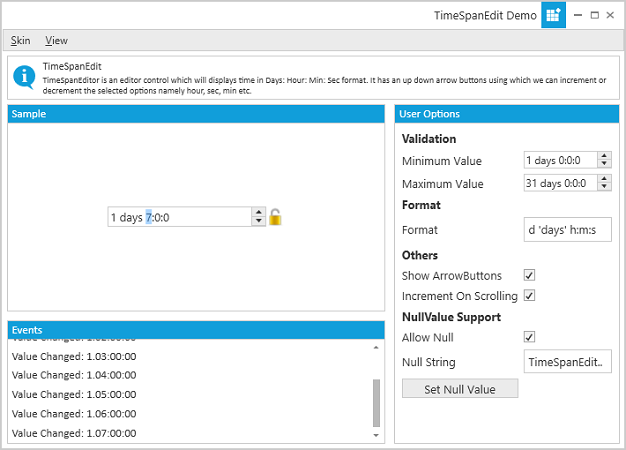 TimeSpanEdit Demo
Skin View
TimeSpanEdit
TimeSpanEditor is an editor control which will displays time in Days: Hour: Min: Sec format. It has an up down arrow buttons using which we can increment or
decrement the selected options namely hour, sec, min etc.
Sample
1 days 7:0:0
Events
Value Changed: 1.02:00:00
Value Changed: 1.03:00:00
Value Changed: 1.04:00:00
Value Changed: 1.05:00:00
Value Changed: 1.06:00:00
Value Changed: 1.07:00:00
User Options
Validation
Minimum Value 1 days 0:0:0
Maximum Value 31 days 0:0:0
Format
Format d 'days' h:m:s
Others
Show ArrowButtons
Increment On Scrolling
NullValue Support
Allow Null
Null String TimeSpanEdit..
Set Null Value